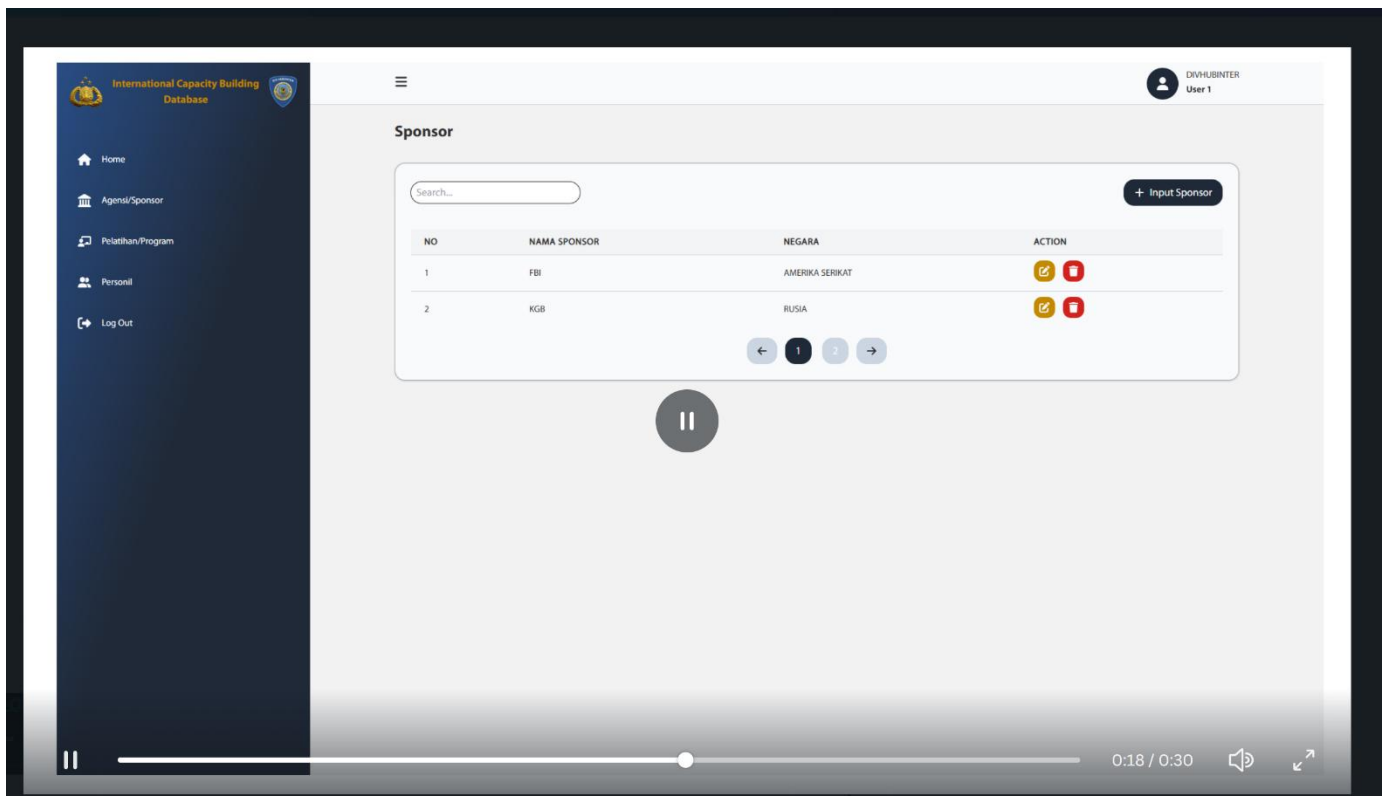 International Capacity Building
Database
DIVHUBINTER
User 1
Home
Agensi/Sponsor
Pelatihan/Program
Personil
Log Out
Sponsor
Search...
+ Input Sponsor
NO NAMA SPONSOR NEGARA ACTION
1 FBI AMERIKA SERIKAT
2 KGB RUSIA
← 1 2 →
0:18 / 0:30